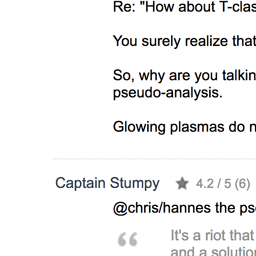 Re: "How about T-clas
You surely realize that
So, why are you talkin
pseudo-analysis.
Glowing plasmas do n
Captain Stumpy ★ 4.2 / 5 (6)
@chris/hannes the pse
“ It's a riot that
and a solution